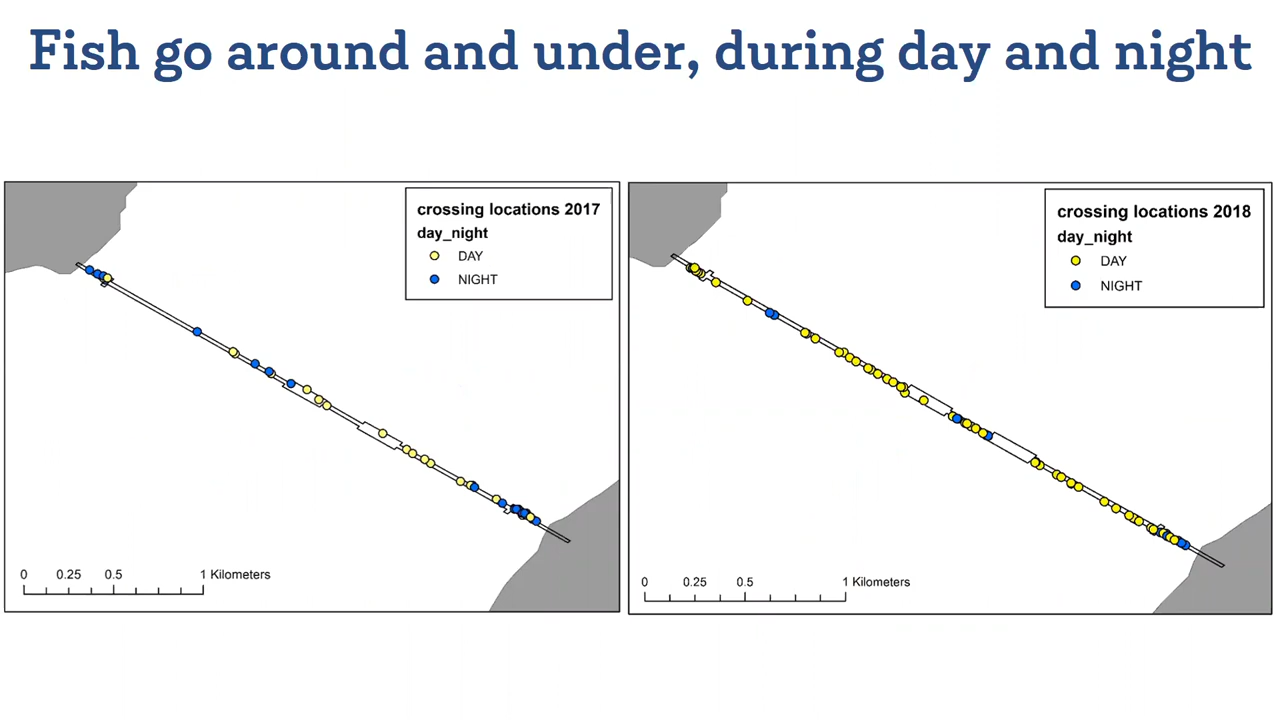 Fish go around and under, during day and night
crossing locations 2017
day_night
DAY
NIGHT
0 0.25 0.5 1 Kilometers
crossing locations 2018
day_night
DAY
NIGHT
0 0.25 0.5 1 Kilometers